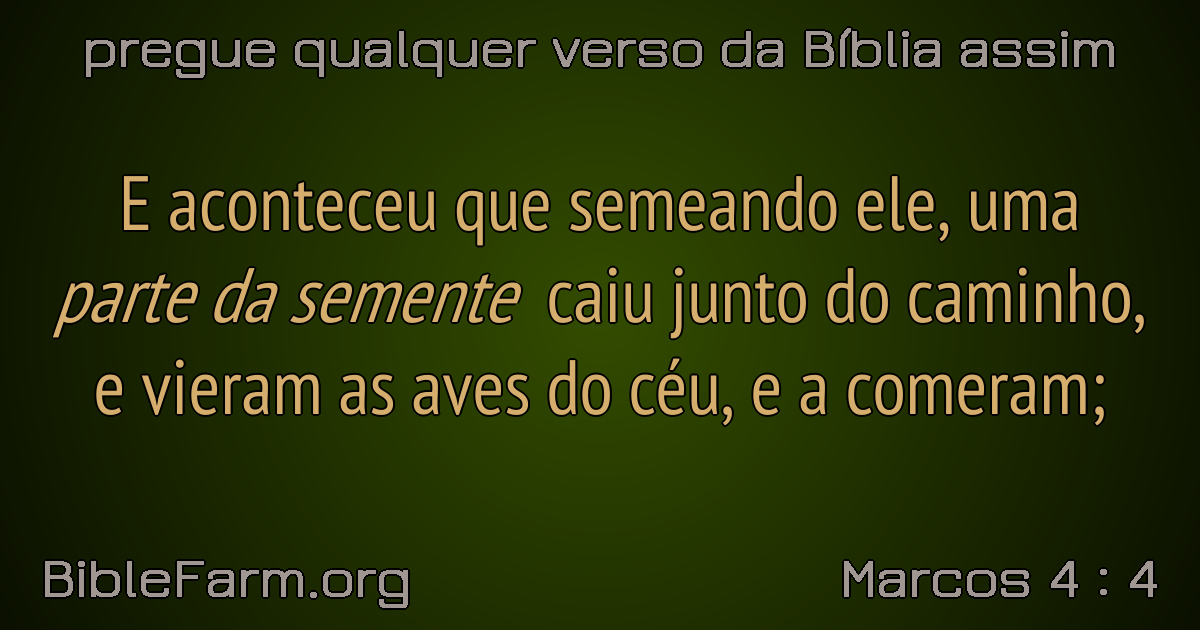 pregue qualquer verso da Bíblia assim
E aconteceu que semeando ele, uma
parte da semente caiu junto do caminho,
e vieram as aves do céu, e a comeram;
BibleFarm.org
Marcos 4 : 4